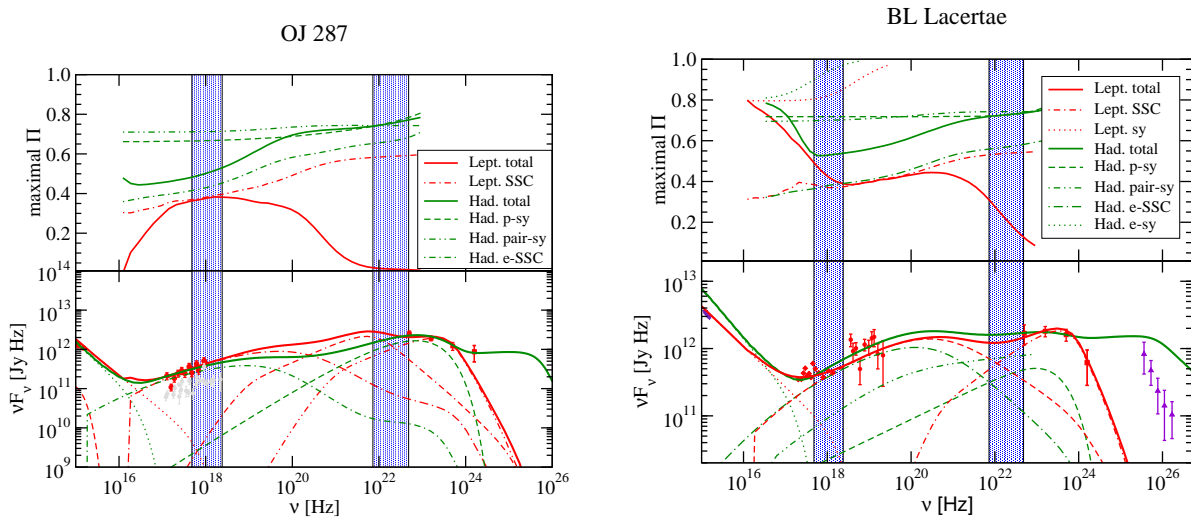 OJ 287
1.0
0.8
0.6
0.4
0.2
maximal Π
Lept. total
Lept. SSC
Had. total
Had. p-sy
Had. pair-sy
Had. e-SSC
10^14
10^13
10^12
10^11
10^10
10^9
νF_ν [Jy Hz]
10^16 10^18 10^20 10^22 10^24 10^26
ν [Hz]
BL Lacertae
1.0
0.8
0.6
0.4
0.2
maximal Π
Lept. total
Lept. SSC
Lept. sy
Had. total
Had. p-sy
Had. pair-sy
Had. e-SSC
Had. e-sy
10^13
10^12
10^11
νF_ν [Jy Hz]
10^16 10^18 10^20 10^22 10^24 10^26
ν [Hz]